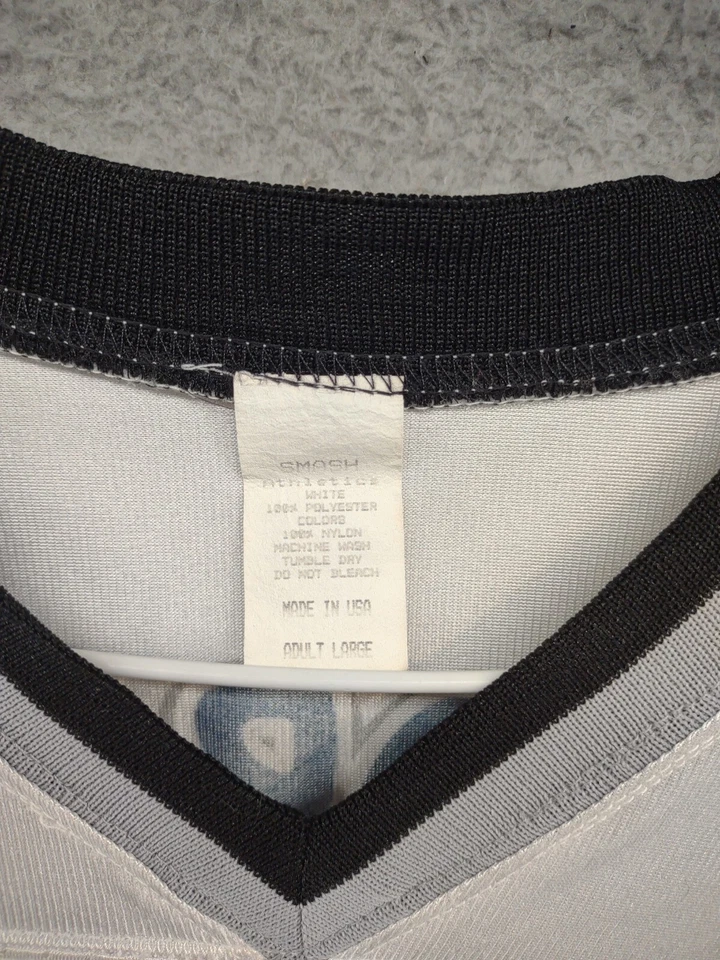 SMASH
Athletics
WHITE
100% POLYESTER
COLORS
100% NYLON
MACHINE WASH
TUMBLE DRY
DO NOT BLEACH
MADE IN USA
ADULT LARGE